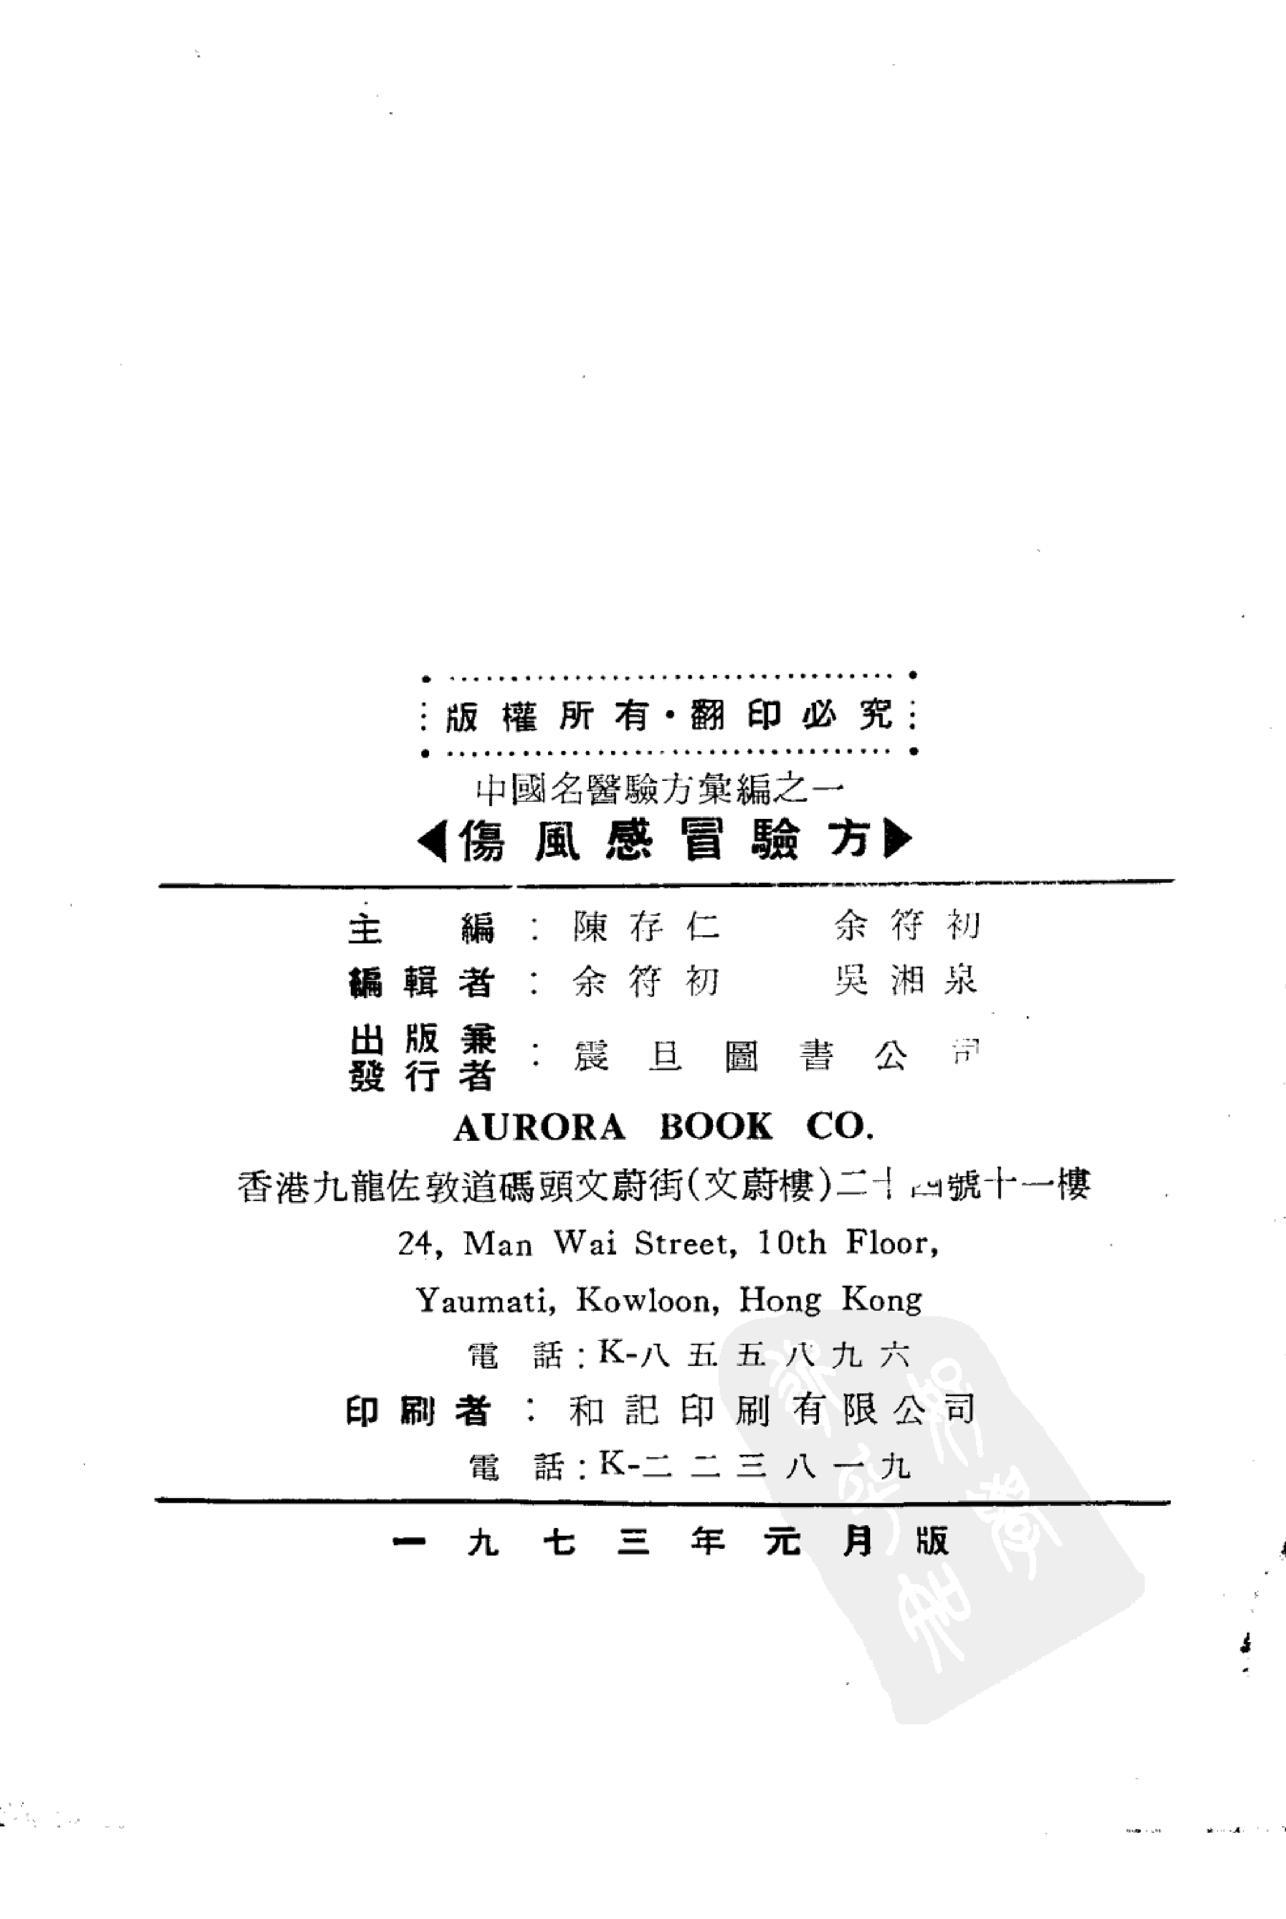 版權所有·翻印必究
中國名醫驗方彙編之一
◀傷風感冒驗方▶
主編：陳存仁 余符初
編輯者：余符初 吳湘泉
出版兼發行者：震旦圖書公司
AURORA BOOK CO.
香港九龍佐敦道碼頭文蔚街(文蔚樓)二十四號十一樓
24, Man Wai Street, 10th Floor,
Yaumati, Kowloon, Hong Kong
電話：K-八五五八九六
印刷者：和記印刷有限公司
電話：K-二二三八一九
一九七三年元月版